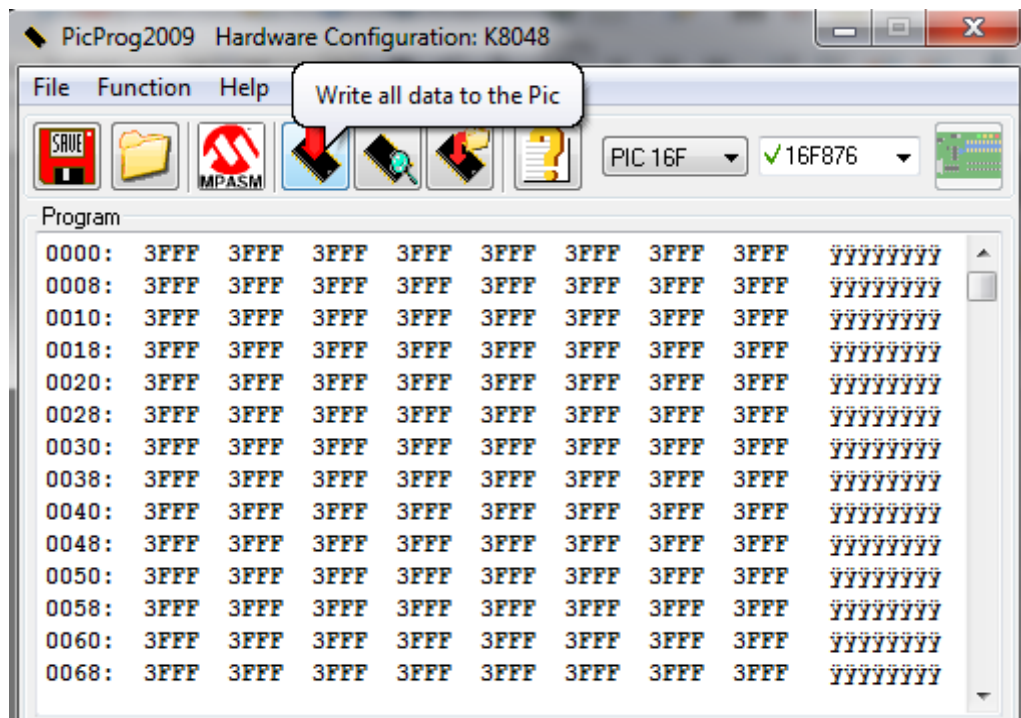 PicProg2009 Hardware Configuration: K8048
File Function Help
Write all data to the Pic
SAVE
MPASM
PIC 16F
16F876
Program
0000: 3FFF 3FFF 3FFF 3FFF 3FFF 3FFF 3FFF 3FFF ÿÿÿÿÿÿÿÿ
0008: 3FFF 3FFF 3FFF 3FFF 3FFF 3FFF 3FFF 3FFF ÿÿÿÿÿÿÿÿ
0010: 3FFF 3FFF 3FFF 3FFF 3FFF 3FFF 3FFF 3FFF ÿÿÿÿÿÿÿÿ
0018: 3FFF 3FFF 3FFF 3FFF 3FFF 3FFF 3FFF 3FFF ÿÿÿÿÿÿÿÿ
0020: 3FFF 3FFF 3FFF 3FFF 3FFF 3FFF 3FFF 3FFF ÿÿÿÿÿÿÿÿ
0028: 3FFF 3FFF 3FFF 3FFF 3FFF 3FFF 3FFF 3FFF ÿÿÿÿÿÿÿÿ
0030: 3FFF 3FFF 3FFF 3FFF 3FFF 3FFF 3FFF 3FFF ÿÿÿÿÿÿÿÿ
0038: 3FFF 3FFF 3FFF 3FFF 3FFF 3FFF 3FFF 3FFF ÿÿÿÿÿÿÿÿ
0040: 3FFF 3FFF 3FFF 3FFF 3FFF 3FFF 3FFF 3FFF ÿÿÿÿÿÿÿÿ
0048: 3FFF 3FFF 3FFF 3FFF 3FFF 3FFF 3FFF 3FFF ÿÿÿÿÿÿÿÿ
0050: 3FFF 3FFF 3FFF 3FFF 3FFF 3FFF 3FFF 3FFF ÿÿÿÿÿÿÿÿ
0058: 3FFF 3FFF 3FFF 3FFF 3FFF 3FFF 3FFF 3FFF ÿÿÿÿÿÿÿÿ
0060: 3FFF 3FFF 3FFF 3FFF 3FFF 3FFF 3FFF 3FFF ÿÿÿÿÿÿÿÿ
0068: 3FFF 3FFF 3FFF 3FFF 3FFF 3FFF 3FFF 3FFF ÿÿÿÿÿÿÿÿ